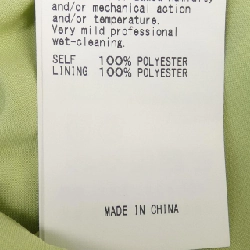 and/or mechanical action
and/or temperature.
Very mild professional
wet-cleaning.
SELF 100% POLYESTER
LINING 100% POLYESTER
MADE IN CHINA